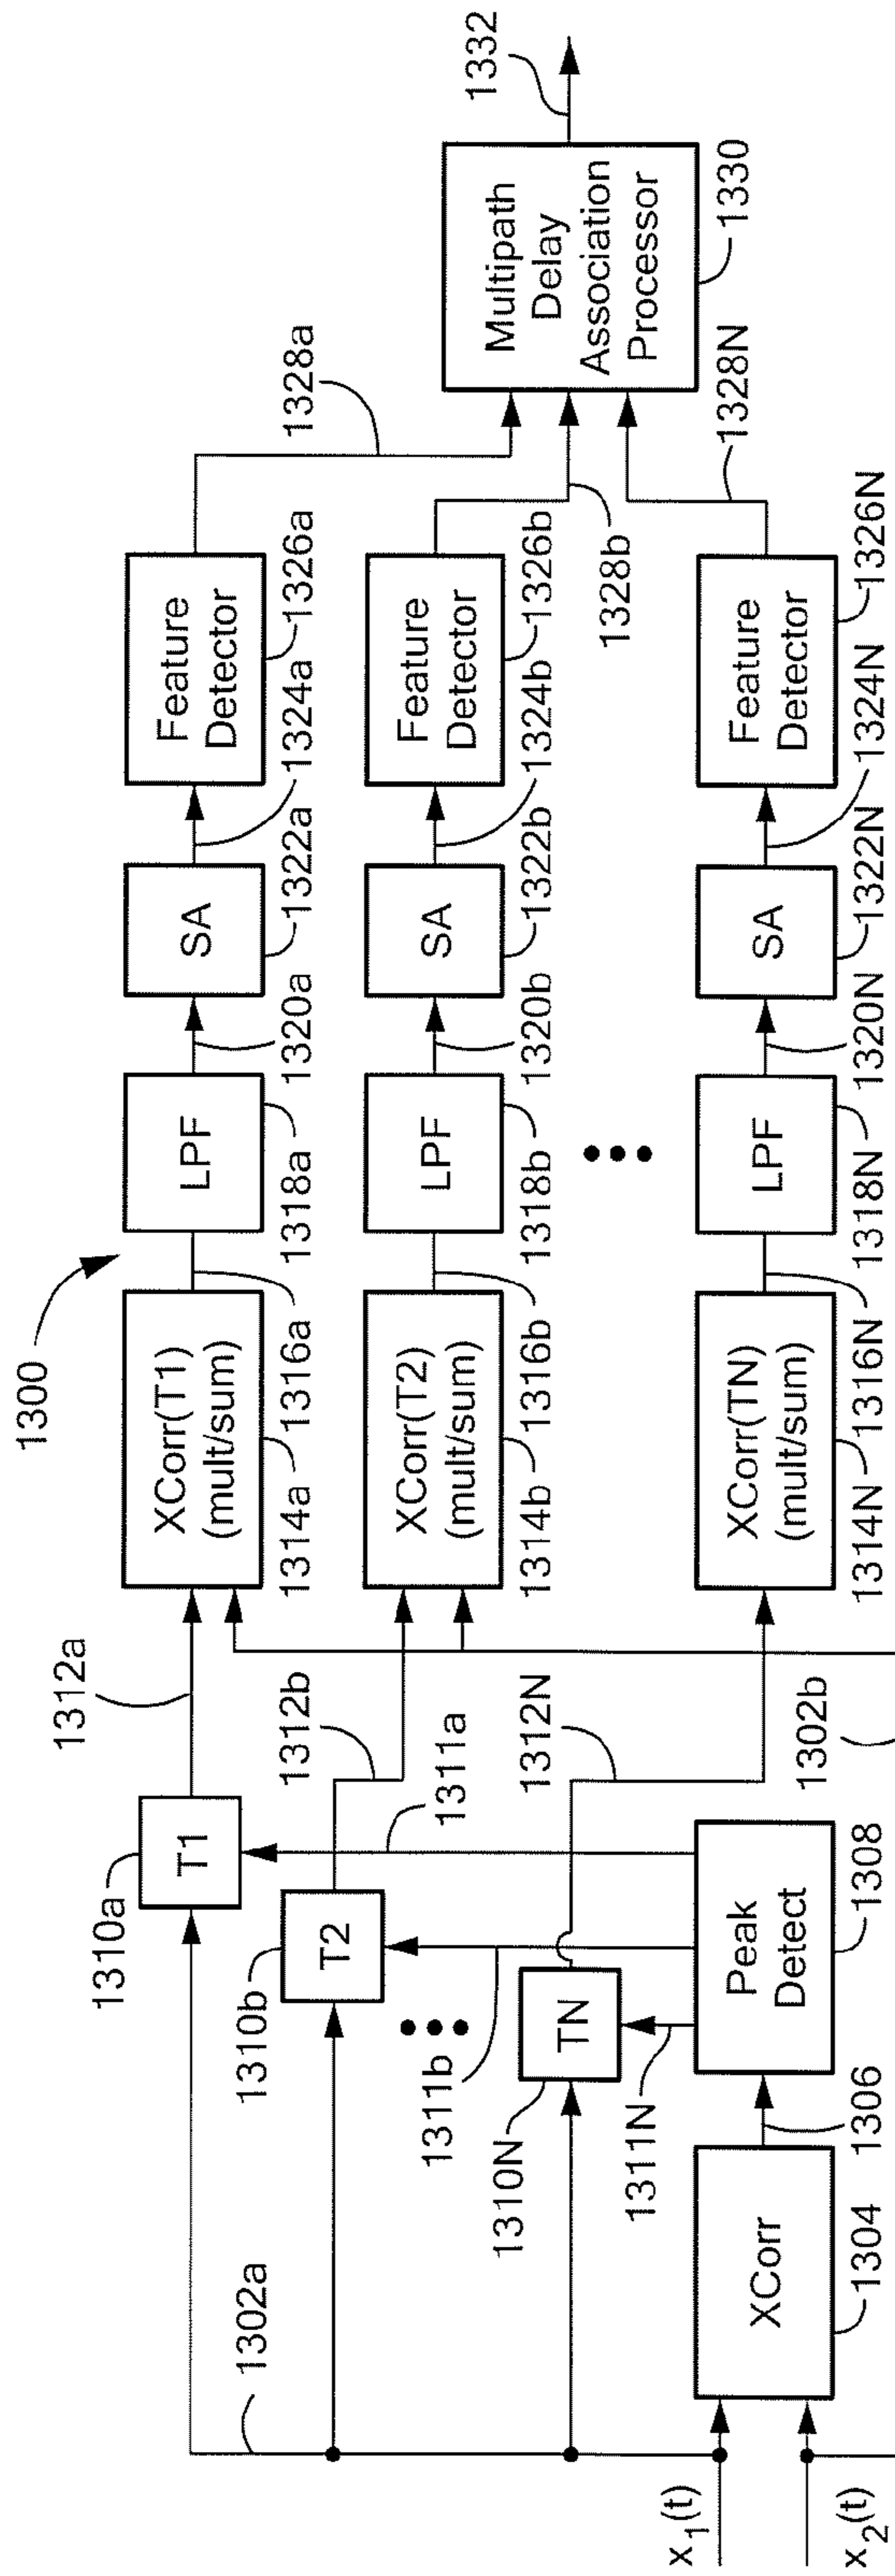 1300
1302a
1310a
T1
1312a
XCorr(T1)
(mult/sum)
1314a
1316a
LPF
1318a
1320a
SA
1322a
1324a
Feature
Detector
1326a
1328a
1310b
T2
1312b
1311a
XCorr(T2)
(mult/sum)
1314b
1316b
LPF
1318b
1320b
SA
1322b
1324b
Feature
Detector
1326b
1328b
Multipath
Delay
Association
Processor
1330
1332
1311b
1310N
TN
1312N
1311N
XCorr(TN)
(mult/sum)
1314N
1316N
LPF
1318N
1320N
SA
1322N
1324N
Feature
Detector
1326N
1328N
x1(t)
x2(t)
XCorr
1304
1306
Peak
Detect
1308
1302b